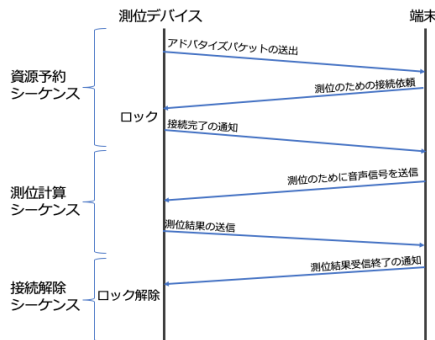 測位デバイス
端末
資源予約
シーケンス
アドバタイズパケットの送出
測位のための接続依頼
ロック
接続完了の通知
測位計算
シーケンス
測位のために音声信号を送信
測位結果の送信
接続解除
シーケンス
測位結果受信終了の通知
ロック解除